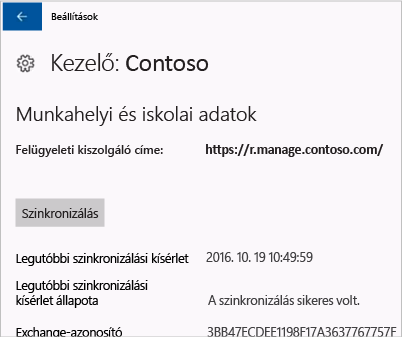 Beállítások
Kezelő: Contoso
Munkahelyi és iskolai adatok
Felügyeleti kiszolgáló címe: https://r.manage.contoso.com/
Szinkronizálás
Legutóbbi szinkronizálási kísérlet 2016. 10. 19 10:49:59
Legutóbbi szinkronizálási
kísérlet állapota A szinkronizálás sikeres volt.
Exchange-azonosító 3BB47ECDEE1198F17A3637767757F